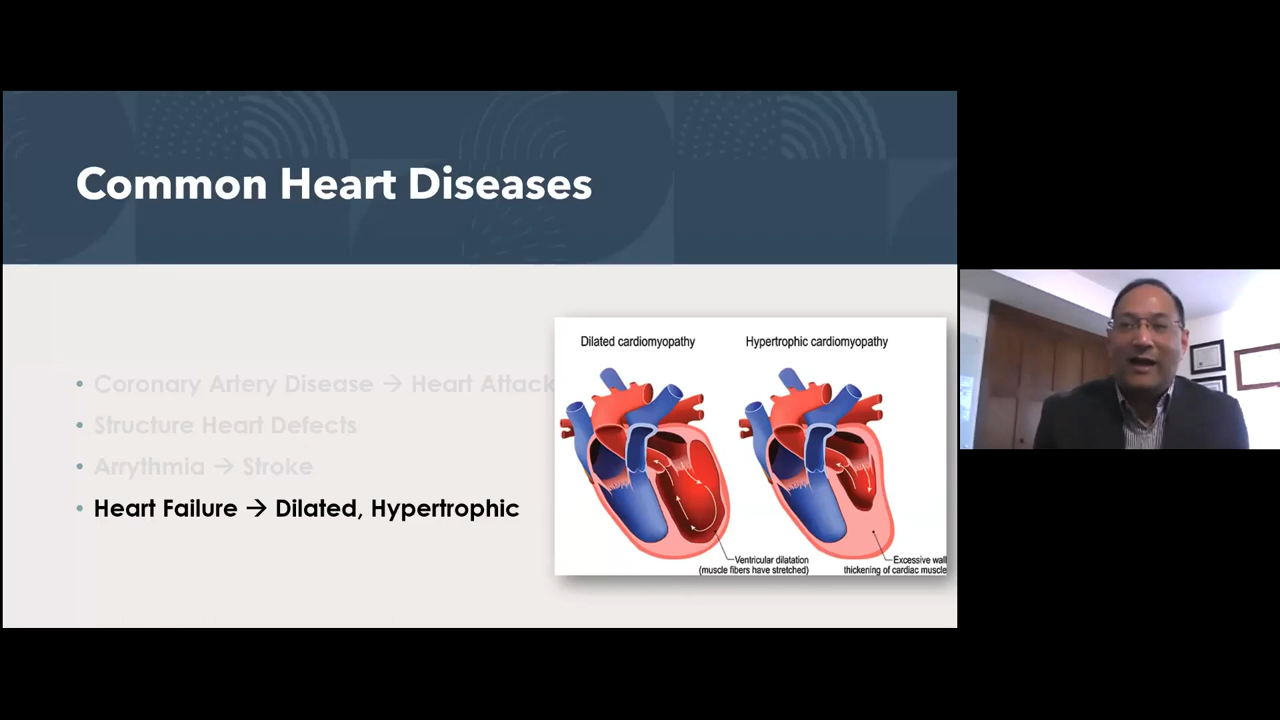 Common Heart Diseases
• Coronary Artery Disease → Heart Attack
• Structure Heart Defects
• Arrythmia → Stroke
• Heart Failure → Dilated, Hypertrophic
Dilated cardiomyopathy
Hypertrophic cardiomyopathy
Ventricular dilatation
(muscle fibers have stretched)
Excessive wall
thickening of cardiac muscle